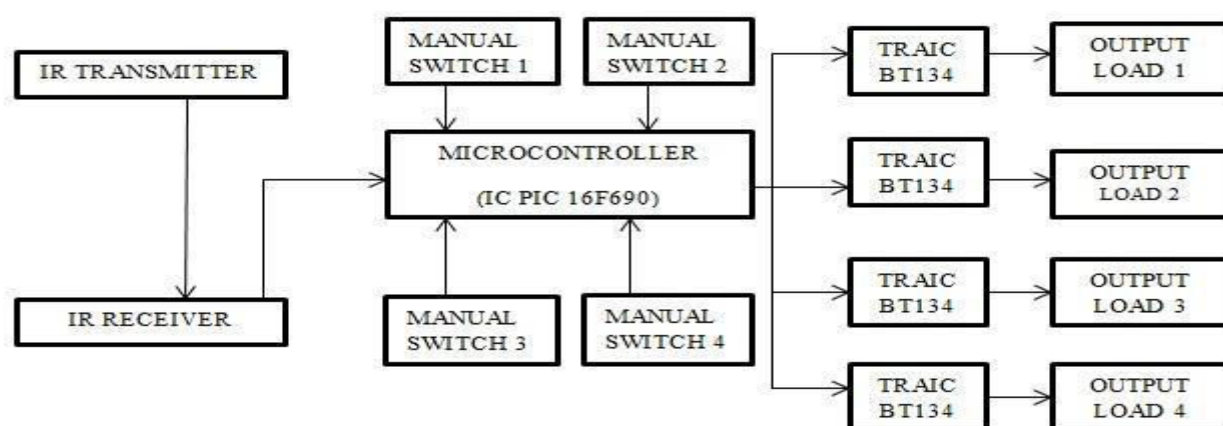 IR TRANSMITTER
IR RECEIVER
MANUAL
SWITCH 1
MANUAL
SWITCH 2
MICROCONTROLLER
(IC PIC 16F690)
MANUAL
SWITCH 3
MANUAL
SWITCH 4
TRAIC
BT134
OUTPUT
LOAD 1
TRAIC
BT134
OUTPUT
LOAD 2
TRAIC
BT134
OUTPUT
LOAD 3
TRAIC
BT134
OUTPUT
LOAD 4